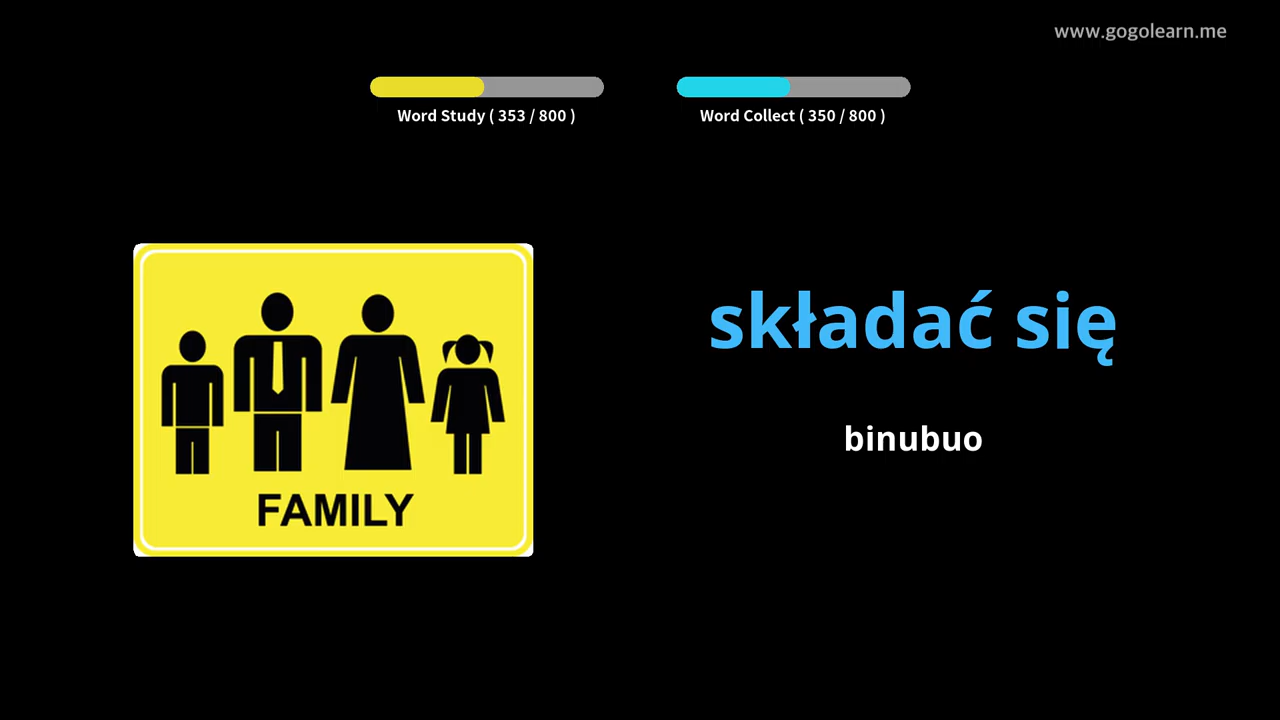 www.gogolearn.me
Word Study ( 353 / 800 )
Word Collect ( 350 / 800 )
składać się
binubuo
FAMILY